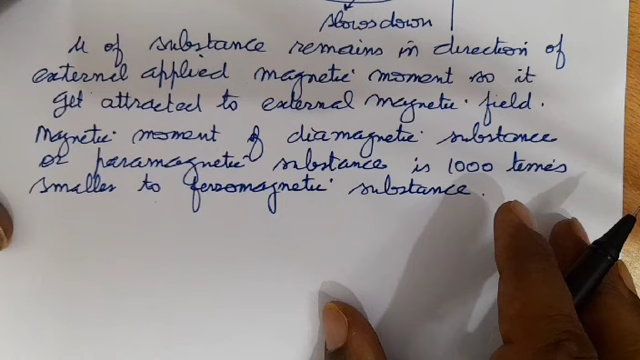 slows down
μ of substance remains in direction of
external applied magnetic moment so it
get attracted to external magnetic field.
Magnetic moment of diamagnetic substance
or paramagnetic substance is 1000 times
smaller to ferromagnetic substance.